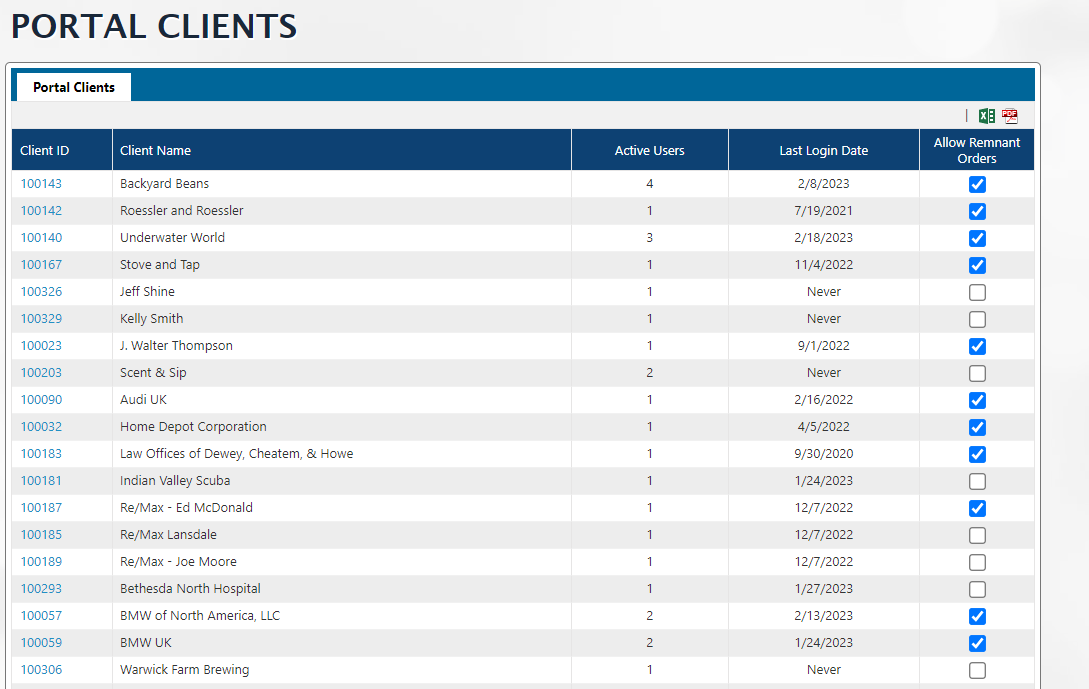 PORTAL CLIENTS
Portal Clients
PDF
Client ID Client Name Active Users Last Login Date Allow Remnant Orders
100143 Backyard Beans 4 2/8/2023
100142 Roessler and Roessler 1 7/19/2021
100140 Underwater World 3 2/18/2023
100167 Stove and Tap 1 11/4/2022
100326 Jeff Shine 1 Never
100329 Kelly Smith 1 Never
100023 J. Walter Thompson 1 9/1/2022
100203 Scent & Sip 2 Never
100090 Audi UK 1 2/16/2022
100032 Home Depot Corporation 1 4/5/2022
100183 Law Offices of Dewey, Cheatem, & Howe 1 9/30/2020
100181 Indian Valley Scuba 1 1/24/2023
100187 Re/Max - Ed McDonald 1 12/7/2022
100185 Re/Max Lansdale 1 12/7/2022
100189 Re/Max - Joe Moore 1 12/7/2022
100293 Bethesda North Hospital 1 1/27/2023
100057 BMW of North America, LLC 2 2/13/2023
100059 BMW UK 2 1/24/2023
100306 Warwick Farm Brewing 1 Never